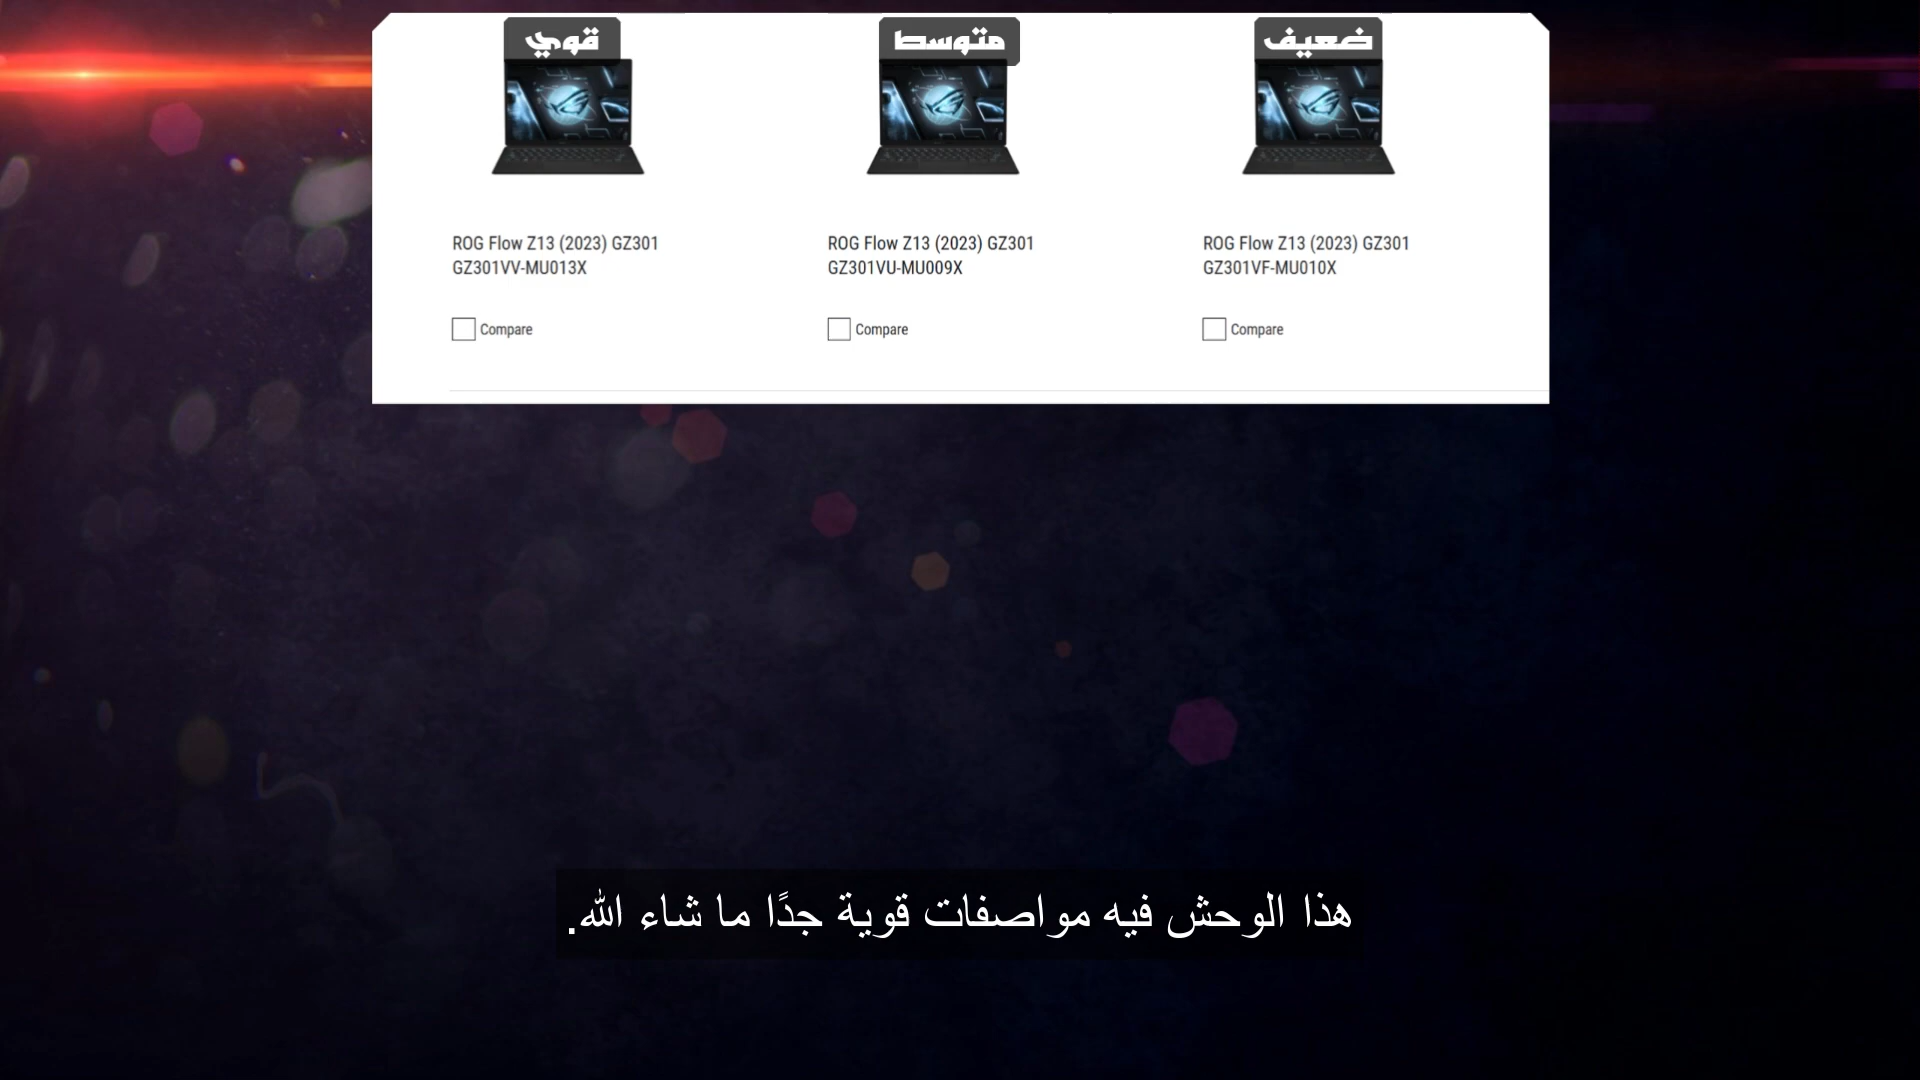 قوي
متوسط
ضعيف
ROG Flow Z13 (2023) GZ301
GZ301VV-MU013X
Compare
ROG Flow Z13 (2023) GZ301
GZ301VU-MU009X
Compare
ROG Flow Z13 (2023) GZ301
GZ301VF-MU010X
Compare
هذا الوحش فيه مواصفات قوية جدًا ما شاء الله.